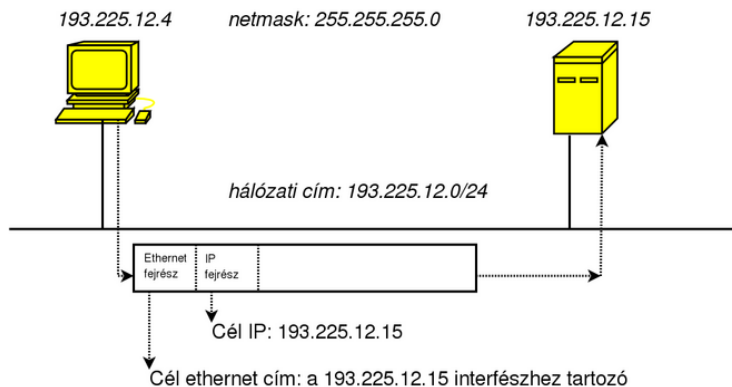 193.225.12.4 netmask: 255.255.255.0 193.225.12.15
hálózati cím: 193.225.12.0/24
Ethernet
fejrész
IP
fejrész
Cél IP: 193.225.12.15
Cél ethernet cím: a 193.225.12.15 interfészhez tartozó